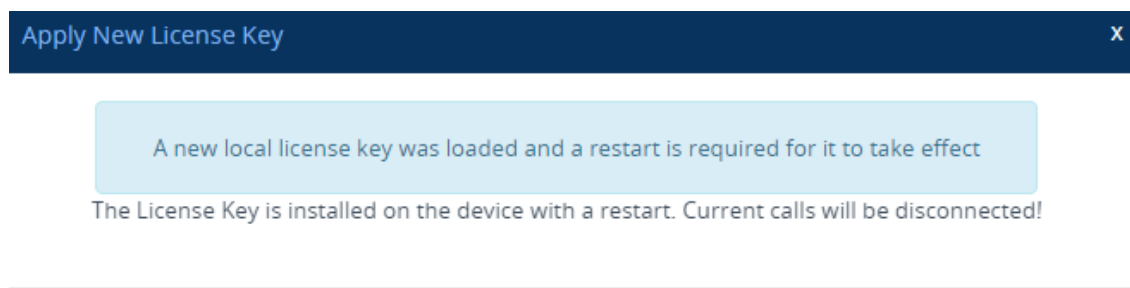 Apply New License Key
X
A new local license key was loaded and a restart is required for it to take effect
The License Key is installed on the device with a restart. Current calls will be disconnected!